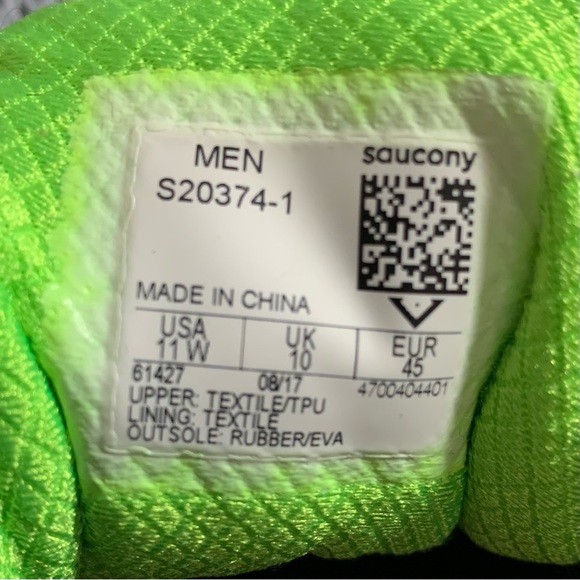 MEN
saucony
S20374-1
MADE IN CHINA
USA UK EUR
11 W 10 45
61427 08/17 4700404401
UPPER: TEXTILE/TPU
LINING: TEXTILE
OUTSOLE: RUBBER/EVA